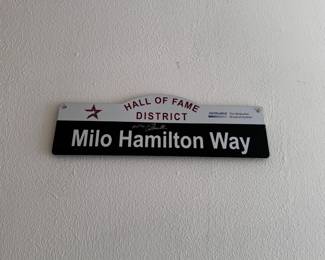 HALL OF FAME
DISTRICT
Milo Hamilton Way